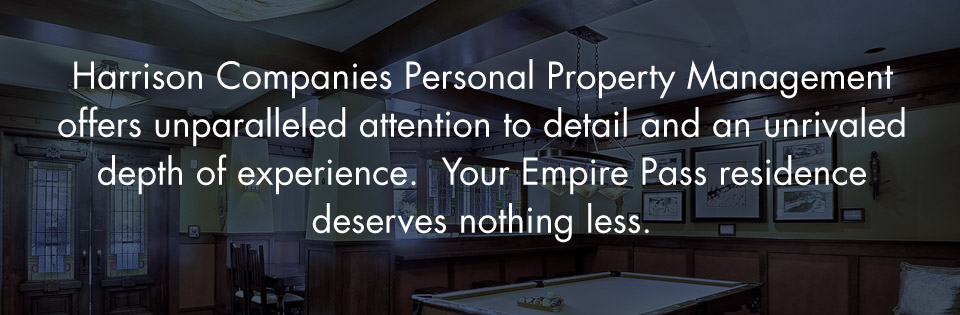 Harrison Companies Personal Property Management
offers unparalleled attention to detail and an unrivaled
depth of experience.  Your Empire Pass residence
deserves nothing less.